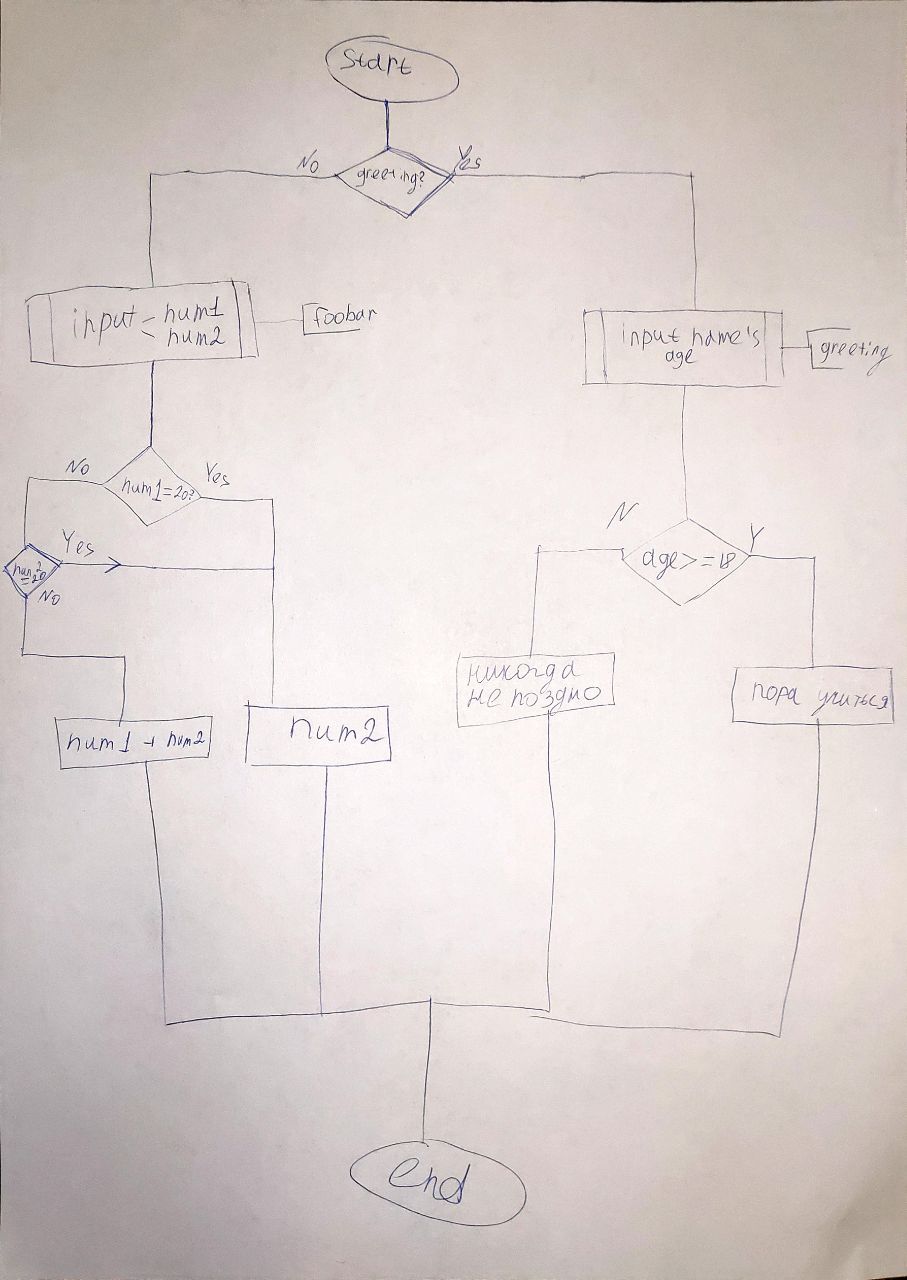 Start
No
greeting?
Yes
input - num1
num2
foobar
input name's
age
greeting
No
num1=20?
Yes
N
age>=18
Y
num2
=20
Yes
No
никогда
не поздно
пора учиться
num1 + num2
num2
end